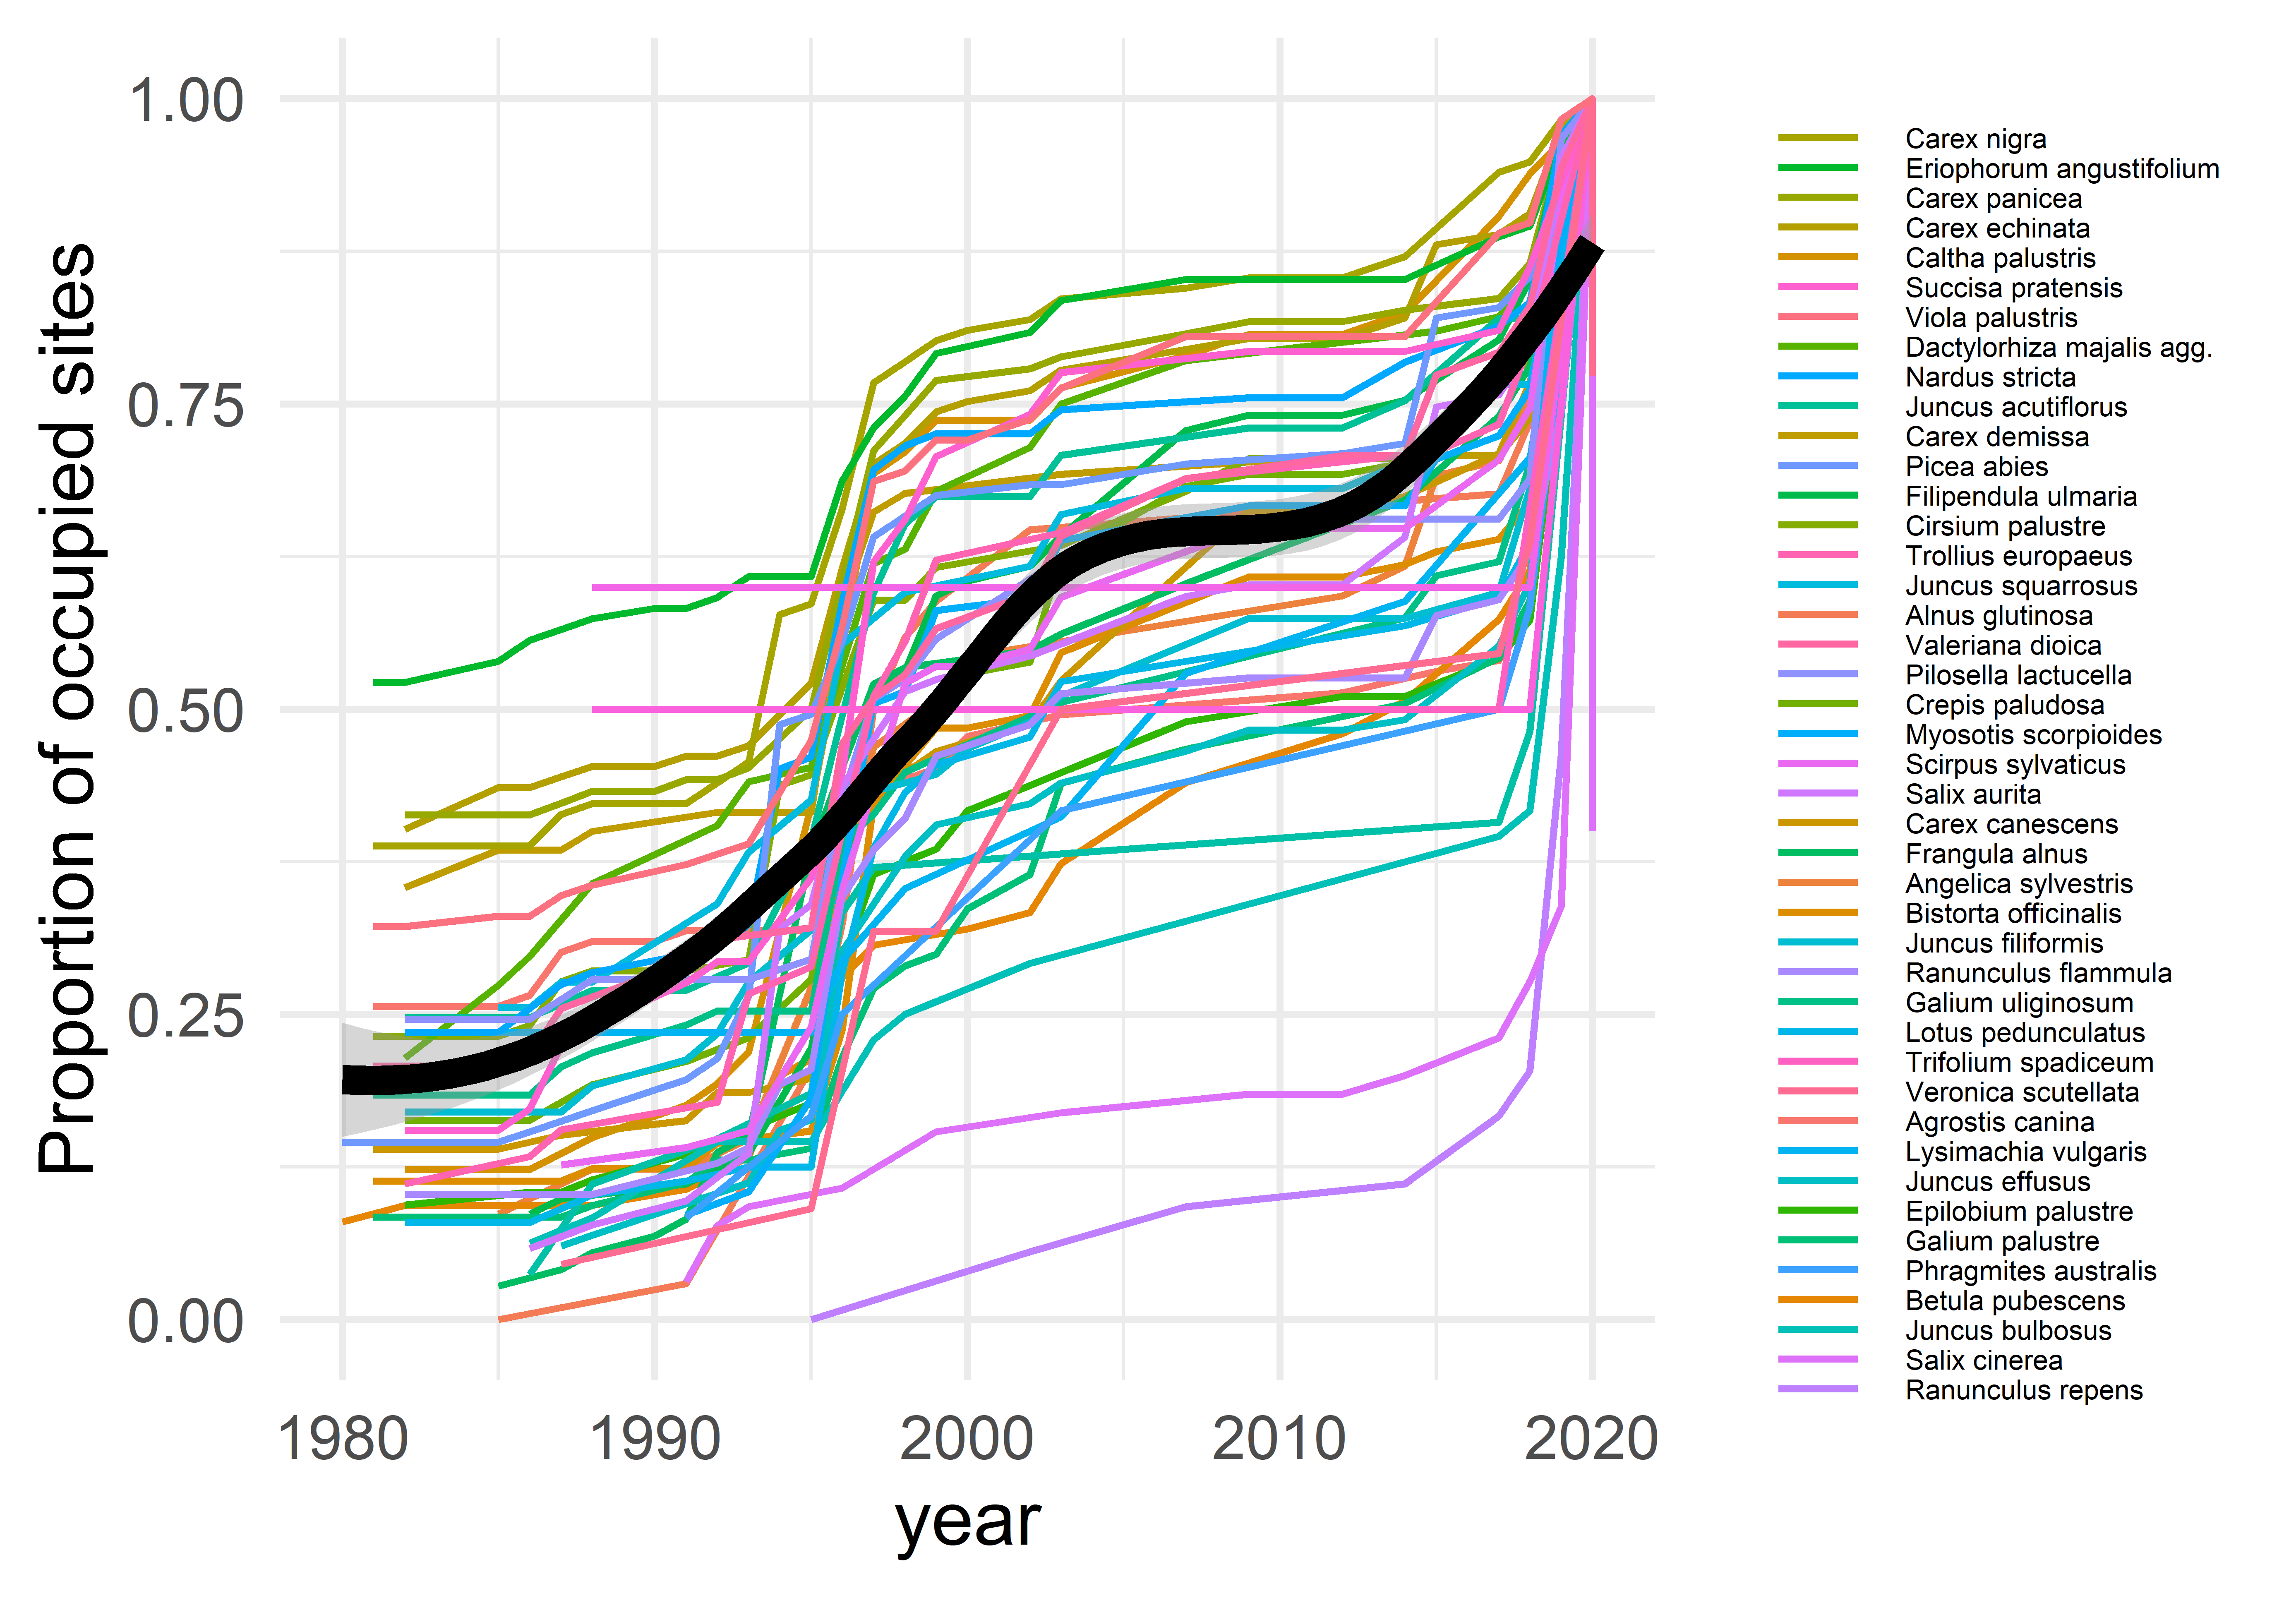 Proportion of occupied sites
1.00
0.75
0.50
0.25
0.00
1980 1990 2000 2010 2020
year
Carex nigra
Eriophorum angustifolium
Carex panicea
Carex echinata
Caltha palustris
Succisa pratensis
Viola palustris
Dactylorhiza majalis agg.
Nardus stricta
Juncus acutiflorus
Carex demissa
Picea abies
Filipendula ulmaria
Cirsium palustre
Trollius europaeus
Juncus squarrosus
Alnus glutinosa
Valeriana dioica
Pilosella lactucella
Crepis paludosa
Myosotis scorpioides
Scirpus sylvaticus
Salix aurita
Carex canescens
Frangula alnus
Angelica sylvestris
Bistorta officinalis
Juncus filiformis
Ranunculus flammula
Galium uliginosum
Lotus pedunculatus
Trifolium spadiceum
Veronica scutellata
Agrostis canina
Lysimachia vulgaris
Juncus effusus
Epilobium palustre
Galium palustre
Phragmites australis
Betula pubescens
Juncus bulbosus
Salix cinerea
Ranunculus repens